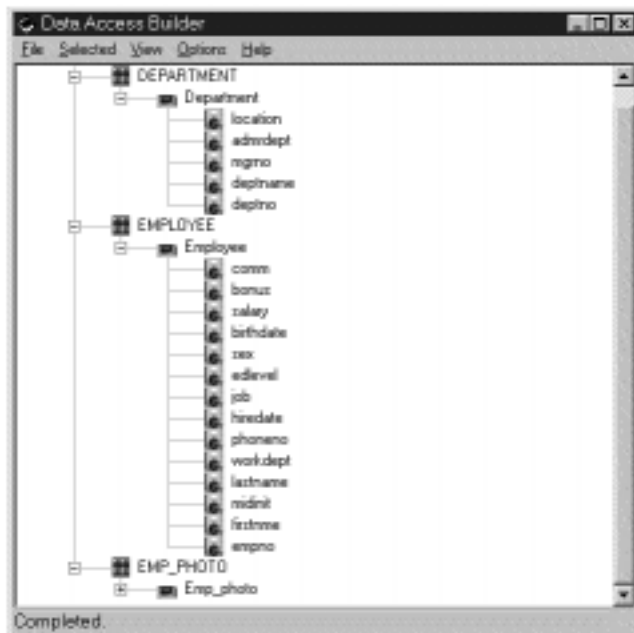 Data Access Builder
File Selected View Options Help
DEPARTMENT
Department
location
admrdept
mgrno
deptname
deptno
EMPLOYEE
Employee
comm
bonus
salary
birthdate
sex
edlevel
job
hiredate
phoneno
workdept
lastname
midinit
firstnme
empno
EMP_PHOTO
Emp_photo
Completed.